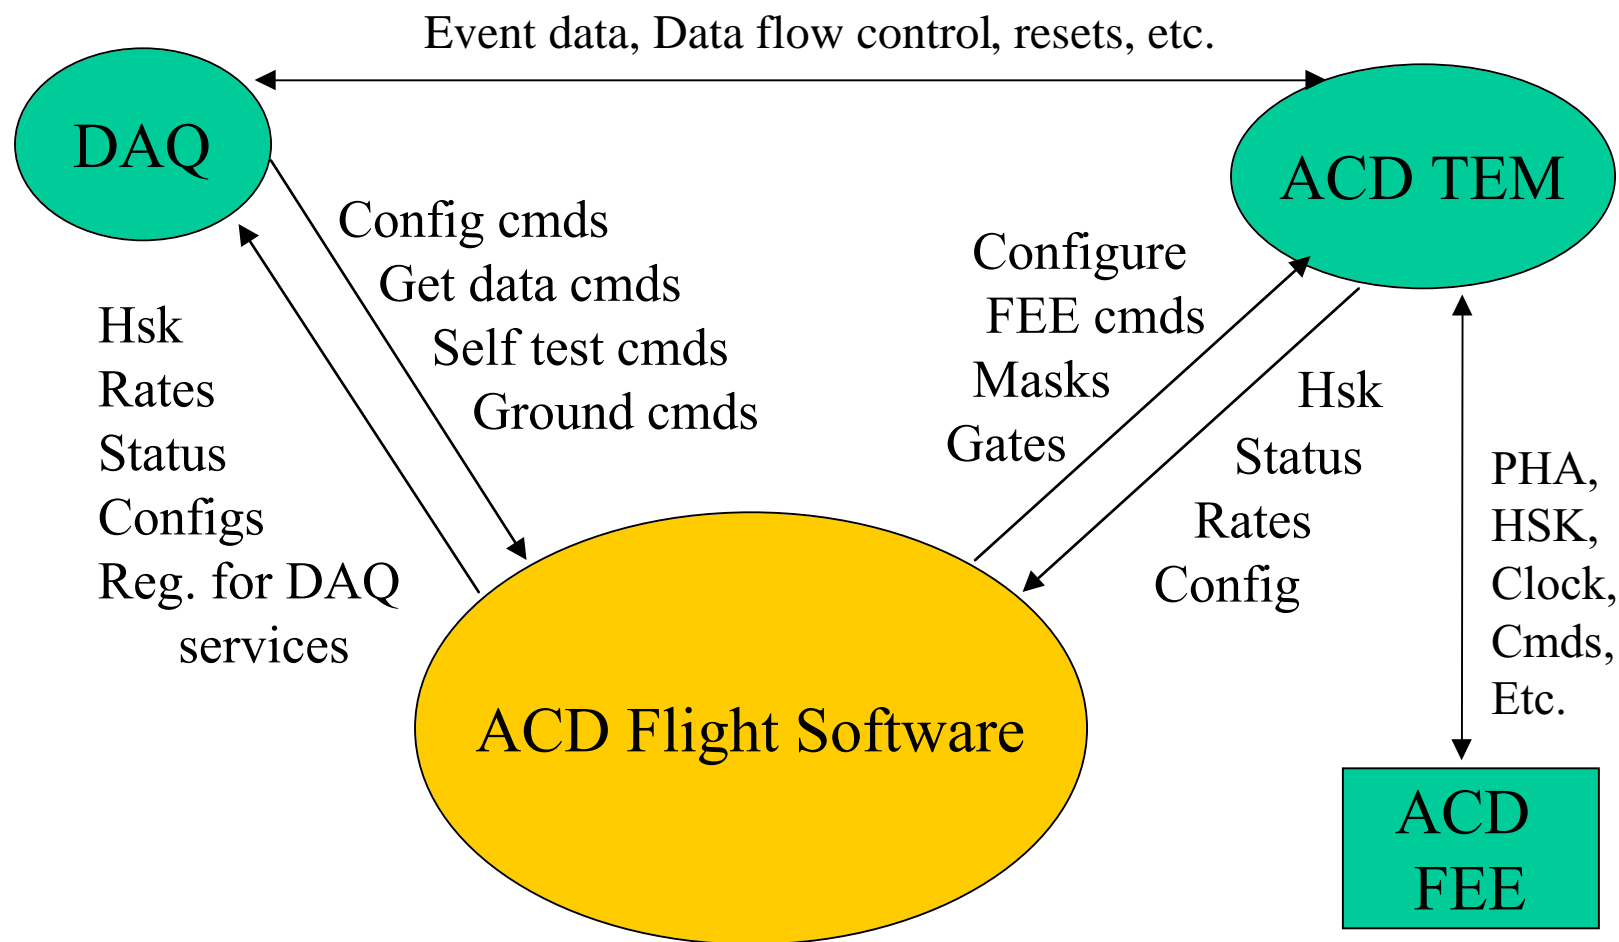 Event data, Data flow control, resets, etc.
DAQ
ACD TEM
Config cmds
Get data cmds
Self test cmds
Ground cmds
Hsk
Rates
Status
Configs
Reg. for DAQ
services
Configure
FEE cmds
Masks
Gates
Hsk
Status
Rates
Config
PHA,
HSK,
Clock,
Cmds,
Etc.
ACD Flight Software
ACD
FEE